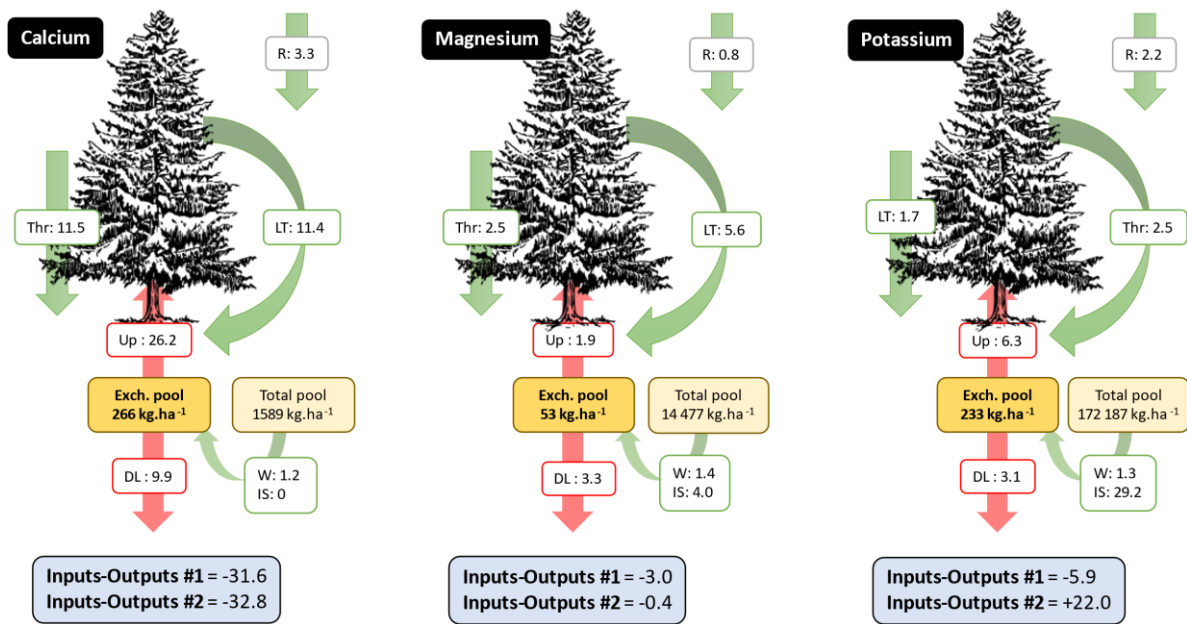 Calcium
R: 3.3
Thr: 11.5
LT: 11.4
Up : 26.2
Exch. pool
266 kg.ha⁻¹
Total pool
1589 kg.ha⁻¹
DL : 9.9
W: 1.2
IS: 0
Inputs-Outputs #1 = -31.6
Inputs-Outputs #2 = -32.8
Magnesium
R: 0.8
Thr: 2.5
LT: 5.6
Up : 1.9
Exch. pool
53 kg.ha⁻¹
Total pool
14 477 kg.ha⁻¹
DL : 3.3
W: 1.4
IS: 4.0
Inputs-Outputs #1 = -3.0
Inputs-Outputs #2 = -0.4
Potassium
R: 2.2
LT: 1.7
Thr: 2.5
Up : 6.3
Exch. pool
233 kg.ha⁻¹
Total pool
172 187 kg.ha⁻¹
DL : 3.1
W: 1.3
IS: 29.2
Inputs-Outputs #1 = -5.9
Inputs-Outputs #2 = +22.0